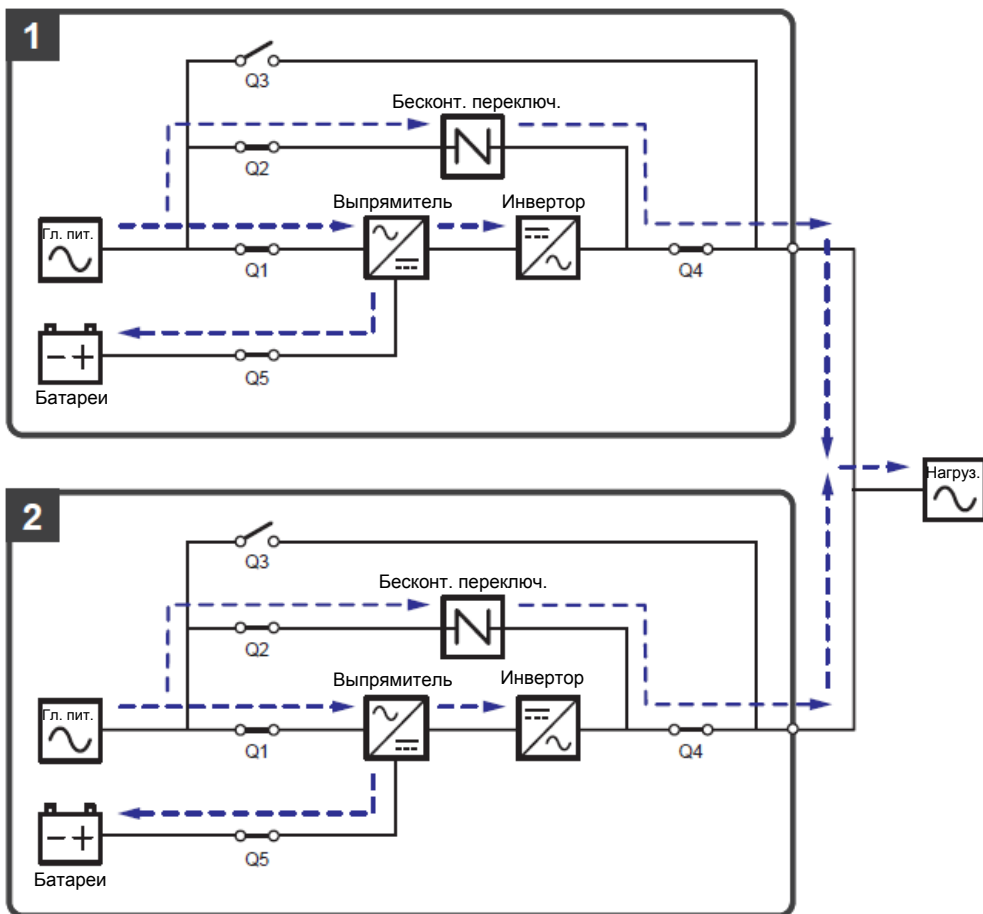 1
Q3
Бесконт. переключ.
Q2
Выпрямитель
Инвертор
Гл. пит.
Q1
Q4
Q5
Батареи
Нагруз.
2
Q3
Бесконт. переключ.
Q2
Выпрямитель
Инвертор
Гл. пит.
Q1
Q4
Q5
Батареи